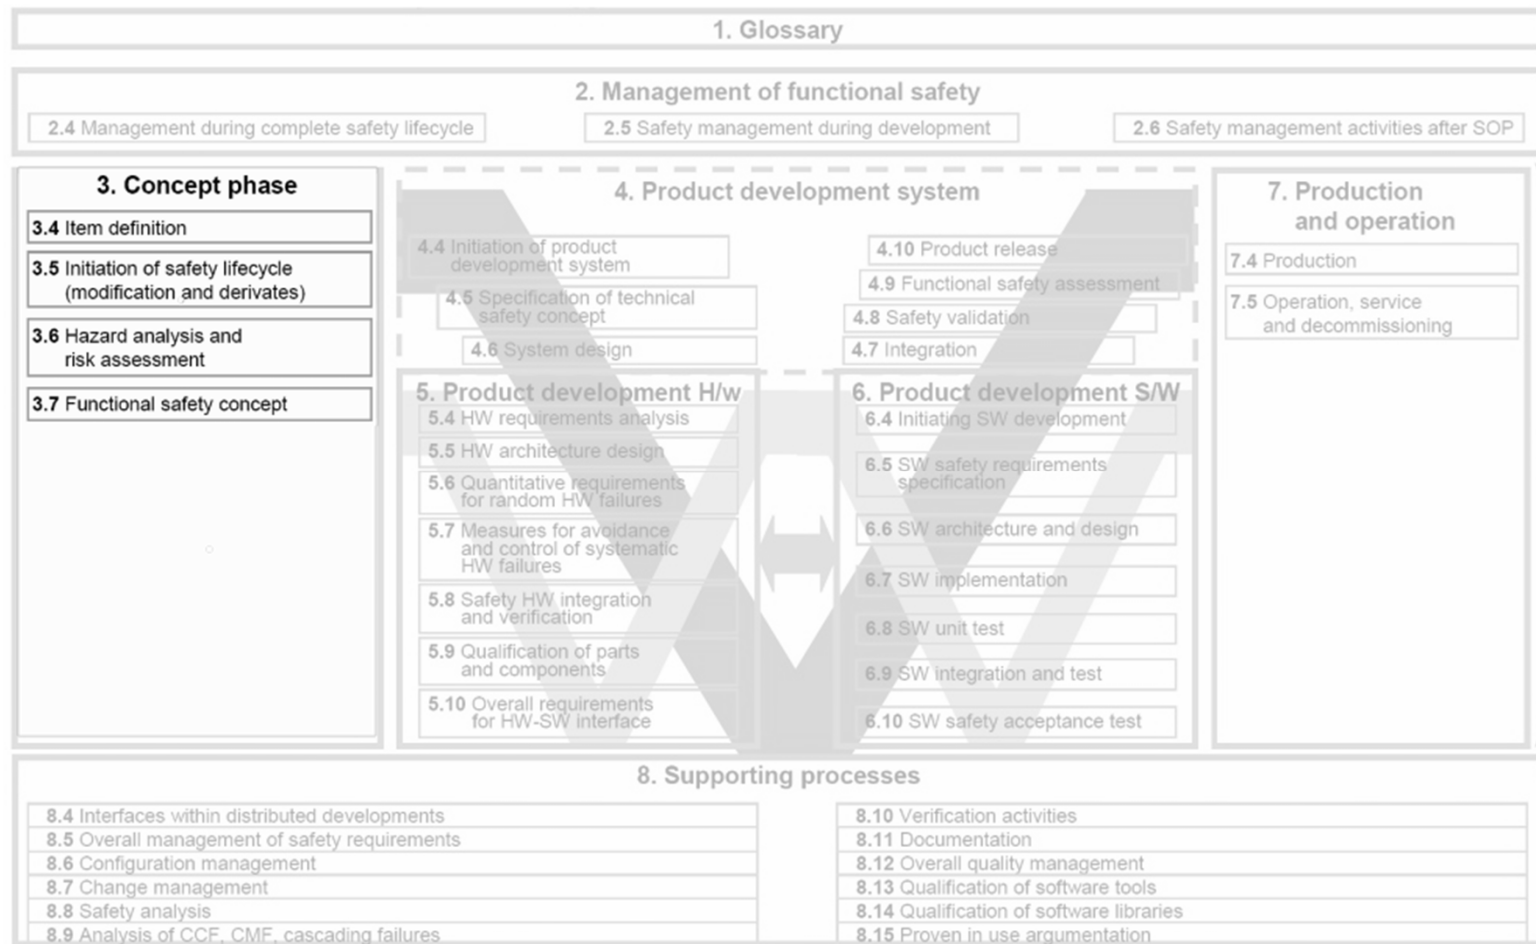 1. Glossary
2. Management of functional safety
2.4 Management during complete safety lifecycle
2.5 Safety management during development
2.6 Safety management activities after SOP
3. Concept phase
3.4 Item definition
3.5 Initiation of safety lifecycle
(modification and derivates)
3.6 Hazard analysis and
risk assessment
3.7 Functional safety concept
4. Product development system
4.4 Initiation of product
development system
4.5 Specification of technical
safety concept
4.6 System design
4.10 Product release
4.9 Functional safety assessment
4.8 Safety validation
4.7 Integration
5. Product development H/w
5.4 HW requirements analysis
5.5 HW architecture design
5.6 Quantitative requirements
for random HW failures
5.7 Measures for avoidance
and control of systematic
HW failures
5.8 Safety HW integration
and verification
5.9 Qualification of parts
and components
5.10 Overall requirements
for HW-SW interface
6. Product development S/W
6.4 Initiating SW development
6.5 SW safety requirements
specification
6.6 SW architecture and design
6.7 SW implementation
6.8 SW unit test
6.9 SW integration and test
6.10 SW safety acceptance test
7. Production
and operation
7.4 Production
7.5 Operation, service
and decommissioning
8. Supporting processes
8.4 Interfaces within distributed developments
8.5 Overall management of safety requirements
8.6 Configuration management
8.7 Change management
8.8 Safety analysis
8.9 Analysis of CCF, CMF, cascading failures
8.10 Verification activities
8.11 Documentation
8.12 Overall quality management
8.13 Qualification of software tools
8.14 Qualification of software libraries
8.15 Proven in use argumentation